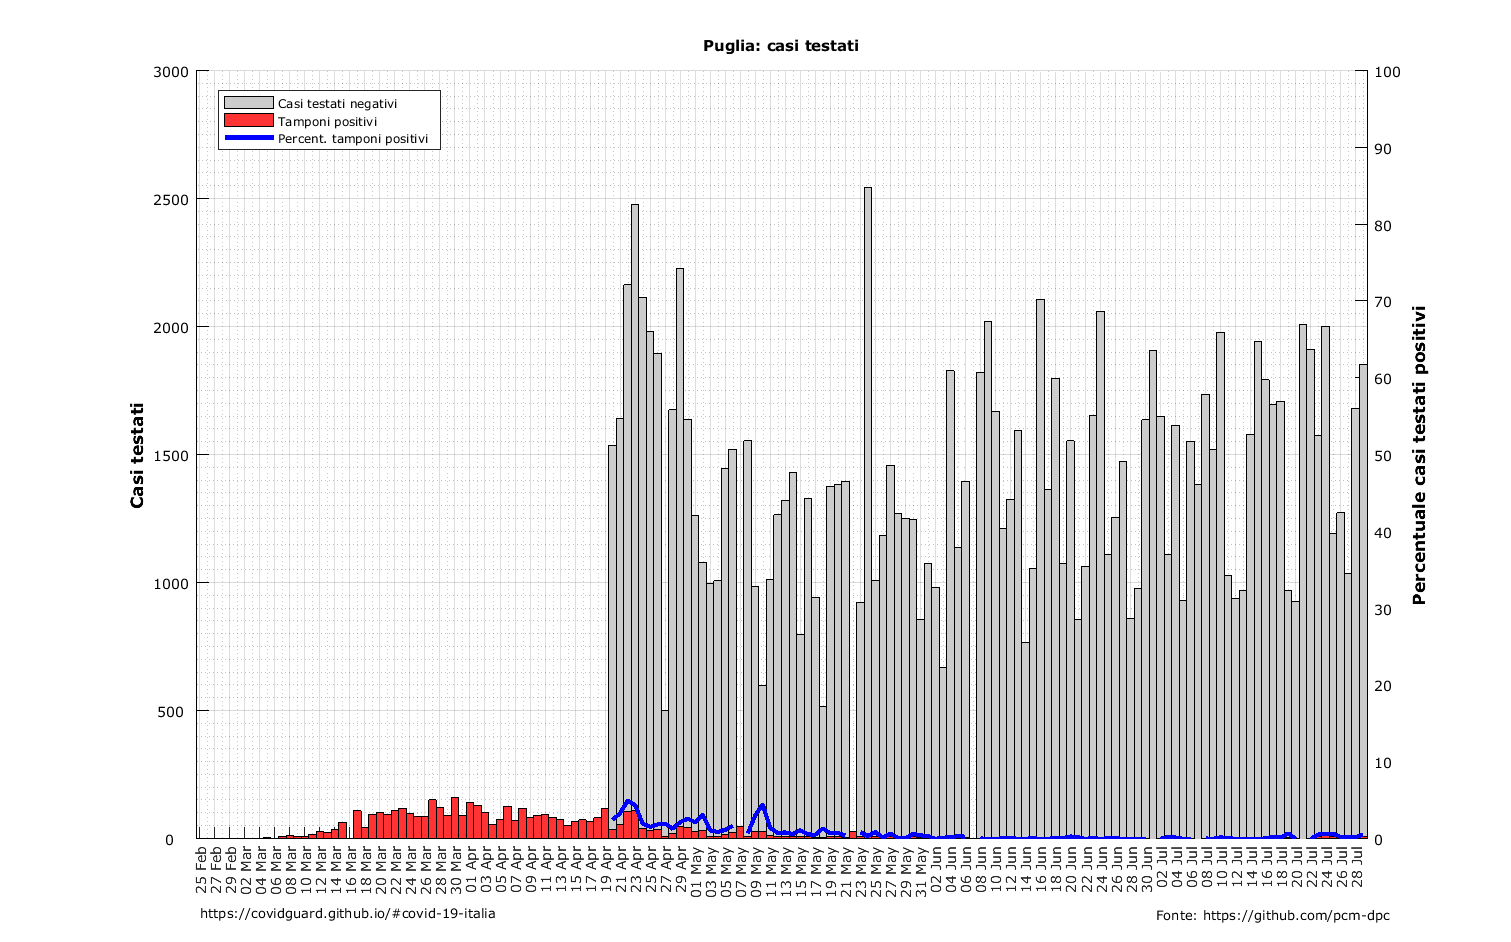 Puglia: casi testati
Casi testati negativi
Tamponi positivi
Percent. tamponi positivi
3000
2500
2000
1500
1000
500
0
100
90
80
70
60
50
40
30
20
10
0
Casi testati
Percentuale casi testati positivi
25 Feb
27 Feb
29 Feb
02 Mar
04 Mar
06 Mar
08 Mar
10 Mar
12 Mar
14 Mar
16 Mar
18 Mar
20 Mar
22 Mar
24 Mar
26 Mar
28 Mar
30 Mar
01 Apr
03 Apr
05 Apr
07 Apr
09 Apr
11 Apr
13 Apr
15 Apr
17 Apr
19 Apr
21 Apr
23 Apr
25 Apr
27 Apr
29 Apr
01 May
03 May
05 May
07 May
09 May
11 May
13 May
15 May
17 May
19 May
21 May
23 May
25 May
27 May
29 May
31 May
02 Jun
04 Jun
06 Jun
08 Jun
10 Jun
12 Jun
14 Jun
16 Jun
18 Jun
20 Jun
22 Jun
24 Jun
26 Jun
28 Jun
30 Jun
02 Jul
04 Jul
06 Jul
08 Jul
10 Jul
12 Jul
14 Jul
16 Jul
18 Jul
20 Jul
22 Jul
24 Jul
26 Jul
28 Jul
https://covidguard.github.io/#covid-19-italia
Fonte: https://github.com/pcm-dpc